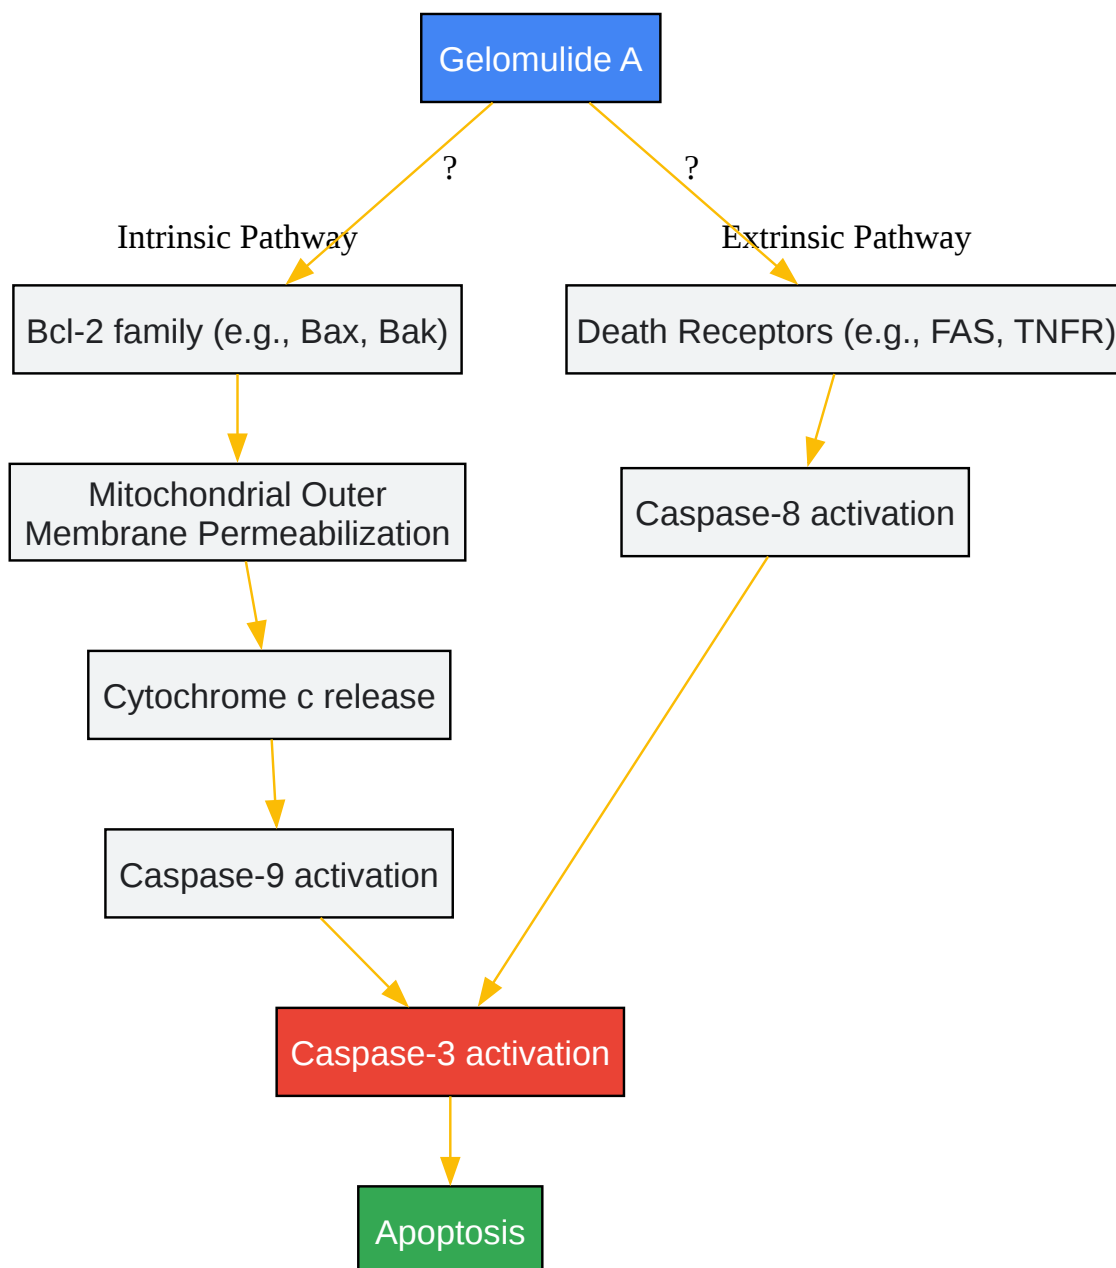 Gelomulide A
?
?
Intrinsic Pathway
Extrinsic Pathway
Bcl-2 family (e.g., Bax, Bak)
Death Receptors (e.g., FAS, TNFR)
Mitochondrial Outer
Membrane Permeabilization
Caspase-8 activation
Cytochrome c release
Caspase-9 activation
Caspase-3 activation
Apoptosis